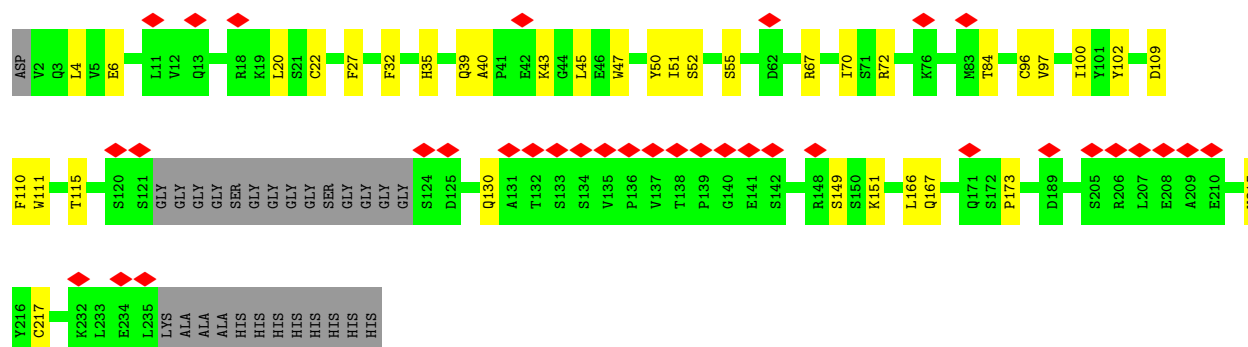 ASP V2 Q3 L4 V5 E6 L11 V12 Q13 R18 K19 L20 S21 C22 F27 F32 H35 Q39 A40 P41 E42 K43 G44 L45 E46 W47 Y50 I51 S52 S55 D62 R67 I70 S71 R72 K76 M83 T84 C96 V97 I100 Y101 Y102 D109
F110 W111 T115 S120 S121 GLY GLY GLY GLY SER GLY GLY GLY GLY SER GLY GLY GLY GLY S124 D125 Q130 A131 T132 S133 S134 V135 P136 V137 T138 P139 G140 E141 S142 R148 S149 S150 K151 L166 Q167 Q171 S172 P173 D189 S205 R206 L207 E208 A209 E210
Y216 C217 K232 L233 E234 L235 LYS ALA ALA ALA HIS HIS HIS HIS HIS HIS HIS HIS